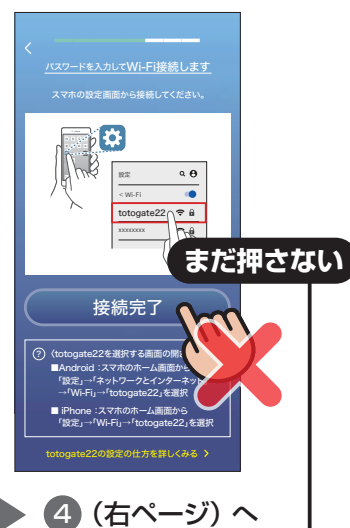 パスワードを入力してWi-Fi接続します
スマホの設定画面から接続してください。
設定
< Wi-Fi
totogate22
xxxxxxxx
まだ押さない
接続完了
? 〈totogate22を選択する画面の開き
■Android:スマホのホーム画面から
「設定」→「ネットワークとインターネット
→「Wi-Fi」→「totogate22」を選択
■ iPhone:スマホのホーム画面から
「設定」→「Wi-Fi」→「totogate22」を選択
totogate22の設定の仕方を詳しくみる >
4 (右ページ)へ